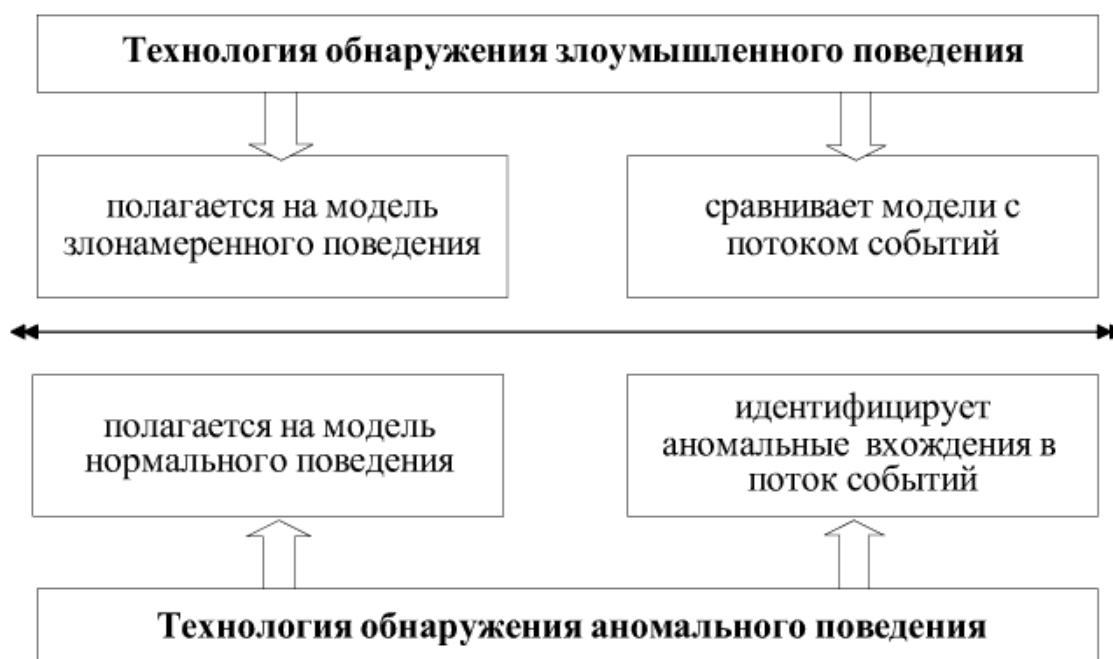 Технология обнаружения злоумышленного поведения
полагается на модель
злонамеренного поведения
сравнивает модели с
потоком событий
полагается на модель
нормального поведения
идентифицирует
аномальные вхождения в
поток событий
Технология обнаружения аномального поведения